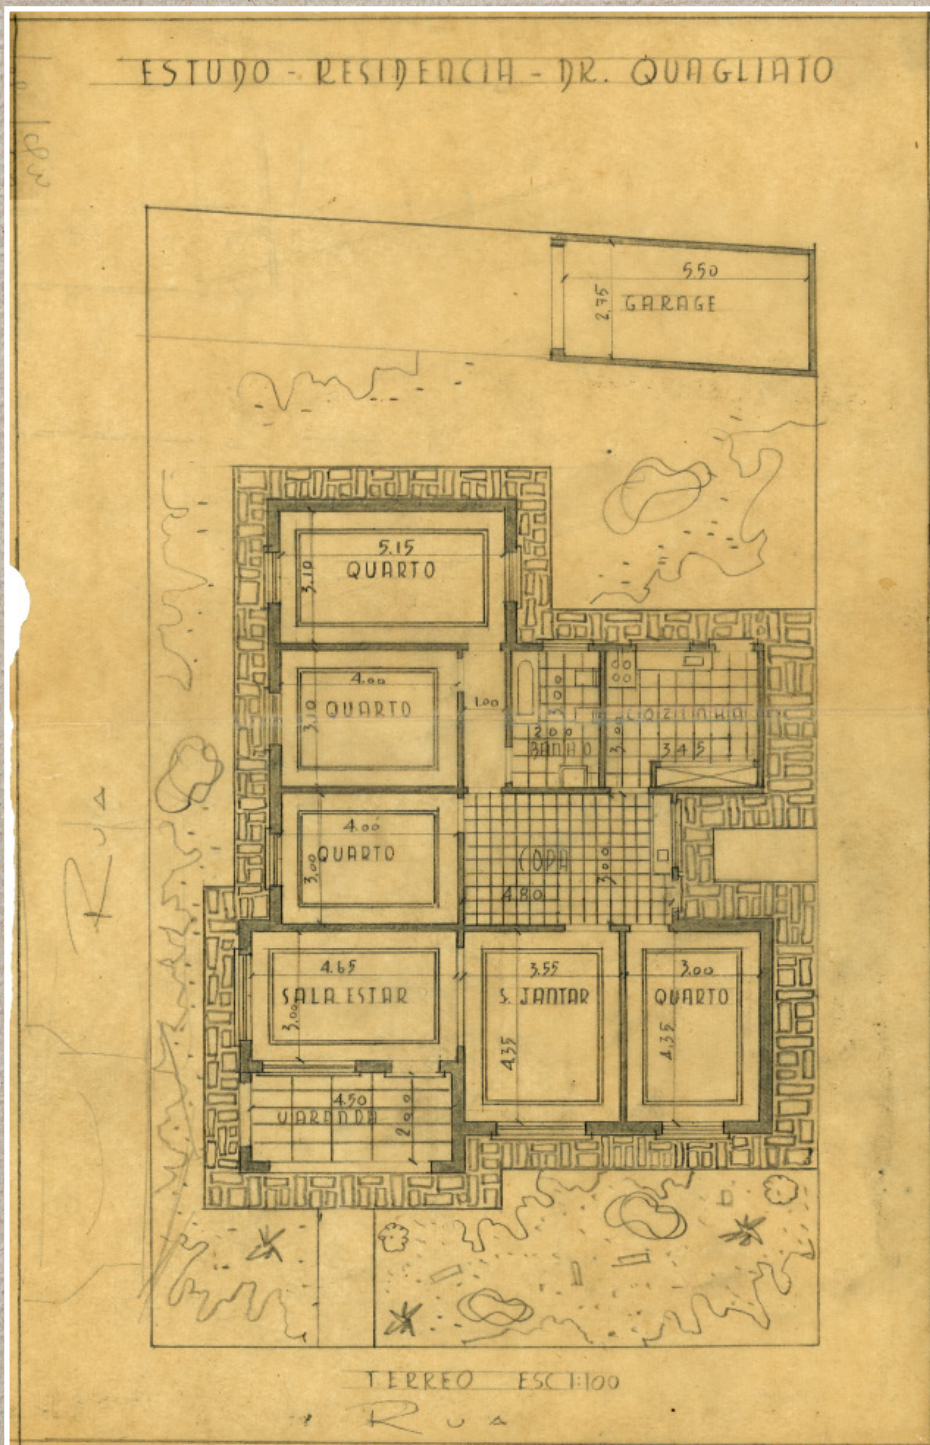 ESTUDO - RESIDENCIA - DR. QUAGLIATO
5.50
2.75
GARAGE
5.15
3.10
QUARTO
4.00
3.10
QUARTO
1.00
2.00
BANHO
COZINHA
3.45
4.00
3.00
QUARTO
COPA
3.00
4.80
4.65
SALA ESTAR
3.00
3.55
S. JANTAR
4.35
3.00
QUARTO
4.35
4.50
VARANDA
2.00
Rua
TERREO ESC 1:100
Rua